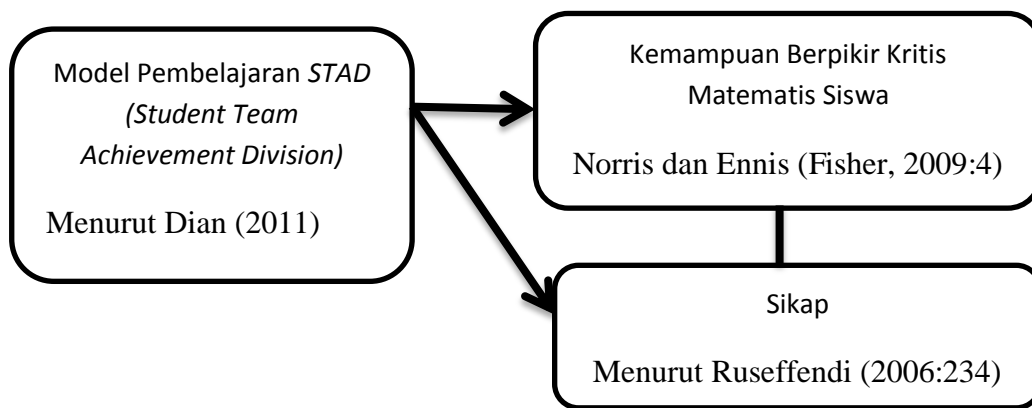 Model Pembelajaran STAD
(Student Team
Achievement Division)
Menurut Dian (2011)
Kemampuan Berpikir Kritis
Matematis Siswa
Norris dan Ennis (Fisher, 2009:4)
Sikap
Menurut Ruseffendi (2006:234)